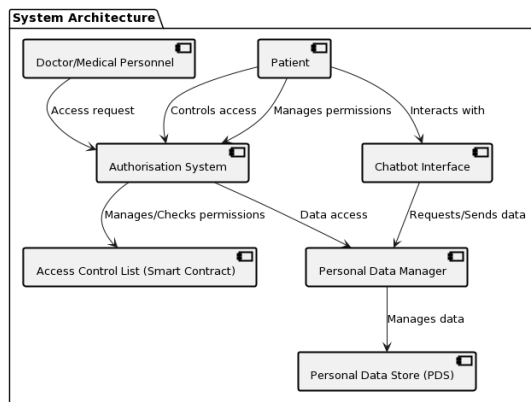 System Architecture
Doctor/Medical Personnel
Patient
Access request
Controls access
Manages permissions
Interacts with
Authorisation System
Chatbot Interface
Manages/Checks permissions
Data access
Requests/Sends data
Access Control List (Smart Contract)
Personal Data Manager
Manages data
Personal Data Store (PDS)